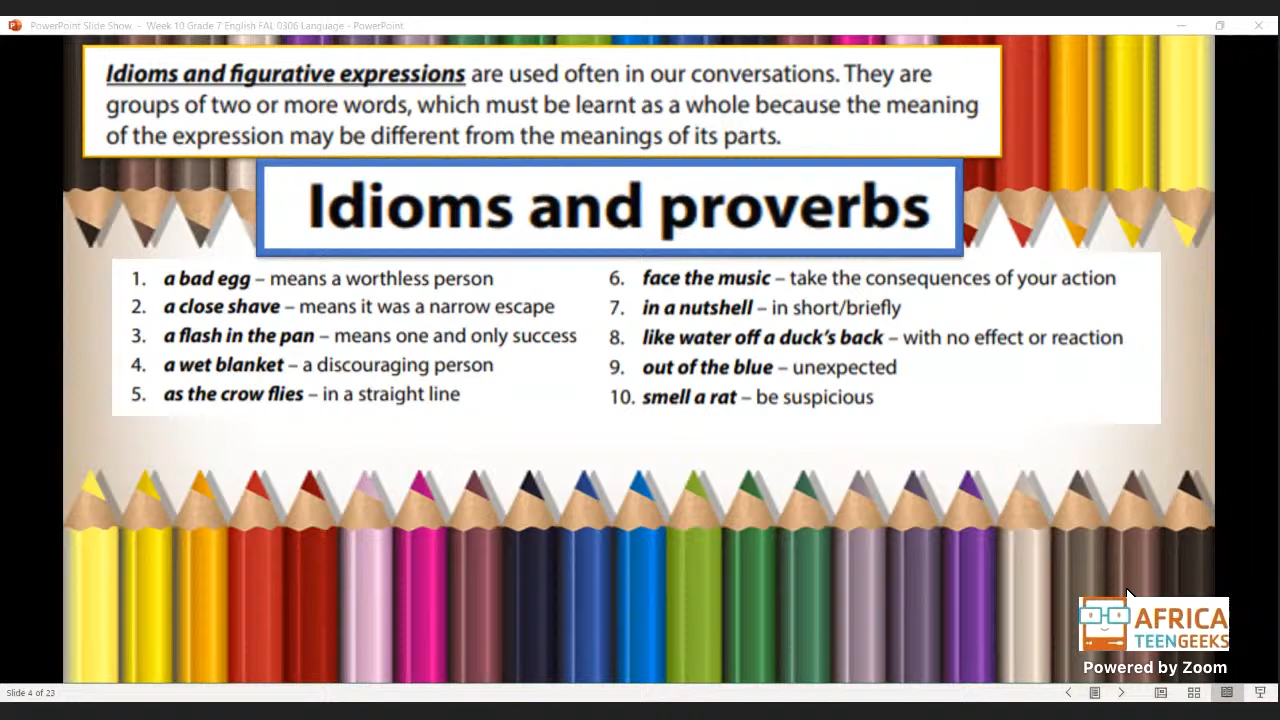 PowerPoint Slide Show - Week 10 Grade 7 English FAL 0306 Language - PowerPoint
Idioms and figurative expressions are used often in our conversations. They are
groups of two or more words, which must be learnt as a whole because the meaning
of the expression may be different from the meanings of its parts.
Idioms and proverbs
1. a bad egg – means a worthless person
2. a close shave – means it was a narrow escape
3. a flash in the pan – means one and only success
4. a wet blanket – a discouraging person
5. as the crow flies – in a straight line
6. face the music – take the consequences of your action
7. in a nutshell – in short/briefly
8. like water off a duck's back – with no effect or reaction
9. out of the blue – unexpected
10. smell a rat – be suspicious
AFRICA
TEENGEEKS
Powered by Zoom
Slide 4 of 23